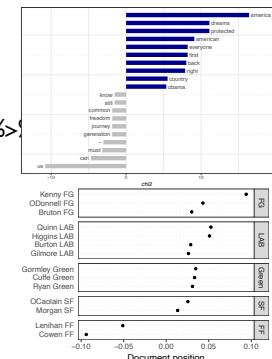 america
dreams
protected
american
everyone
first
back
right
country
obama
know
still
common
freedom
journey
generation
–
must
can
us
−10
0
10
chi2
%>%
Kenny FG
ODonnell FG
Bruton FG
FG
Quinn LAB
Higgins LAB
Burton LAB
Gilmore LAB
LAB
Gormley Green
Cuffe Green
Ryan Green
Green
OCaolain SF
Morgan SF
SF
Lenihan FF
Cowen FF
FF
−0.10
−0.05
0.00
0.05
0.10
Document position